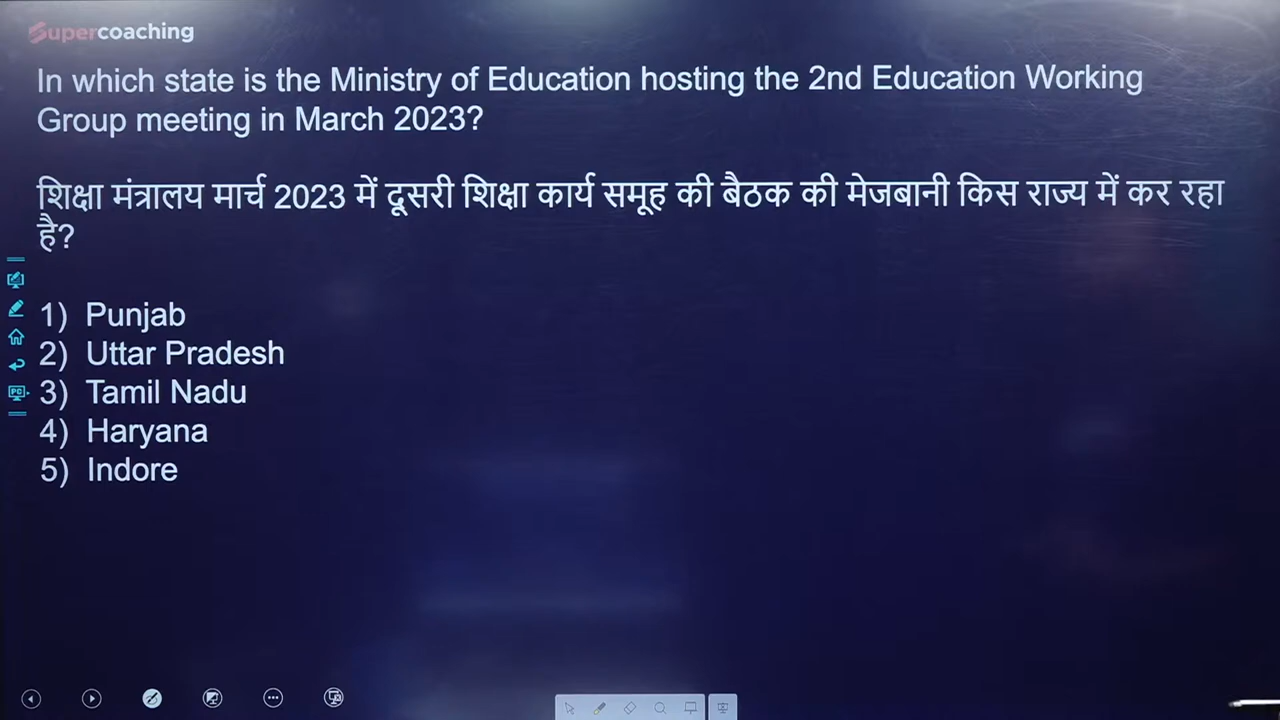 Supercoaching
In which state is the Ministry of Education hosting the 2nd Education Working
Group meeting in March 2023?
शिक्षा मंत्रालय मार्च 2023 में दूसरी शिक्षा कार्य समूह की बैठक की मेजबानी किस राज्य में कर रहा
है?
1) Punjab
2) Uttar Pradesh
3) Tamil Nadu
4) Haryana
5) Indore
PC